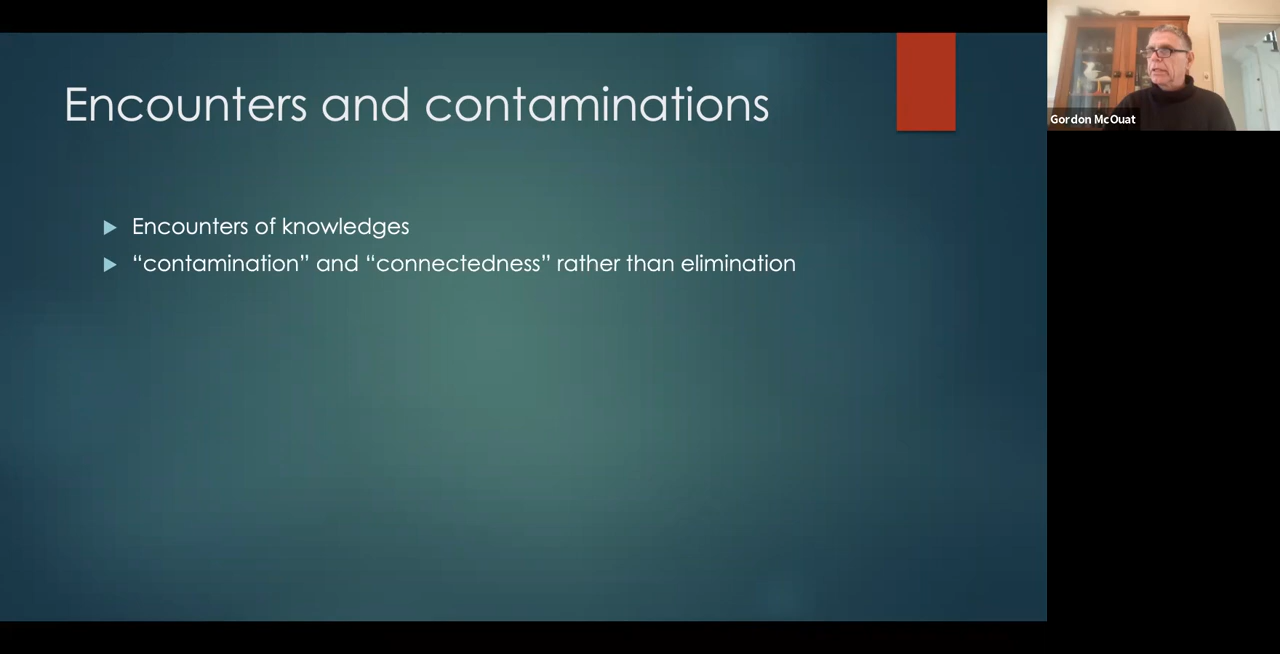 Encounters and contaminations
Encounters of knowledges
“contamination” and “connectedness” rather than elimination
Gordon McOuat